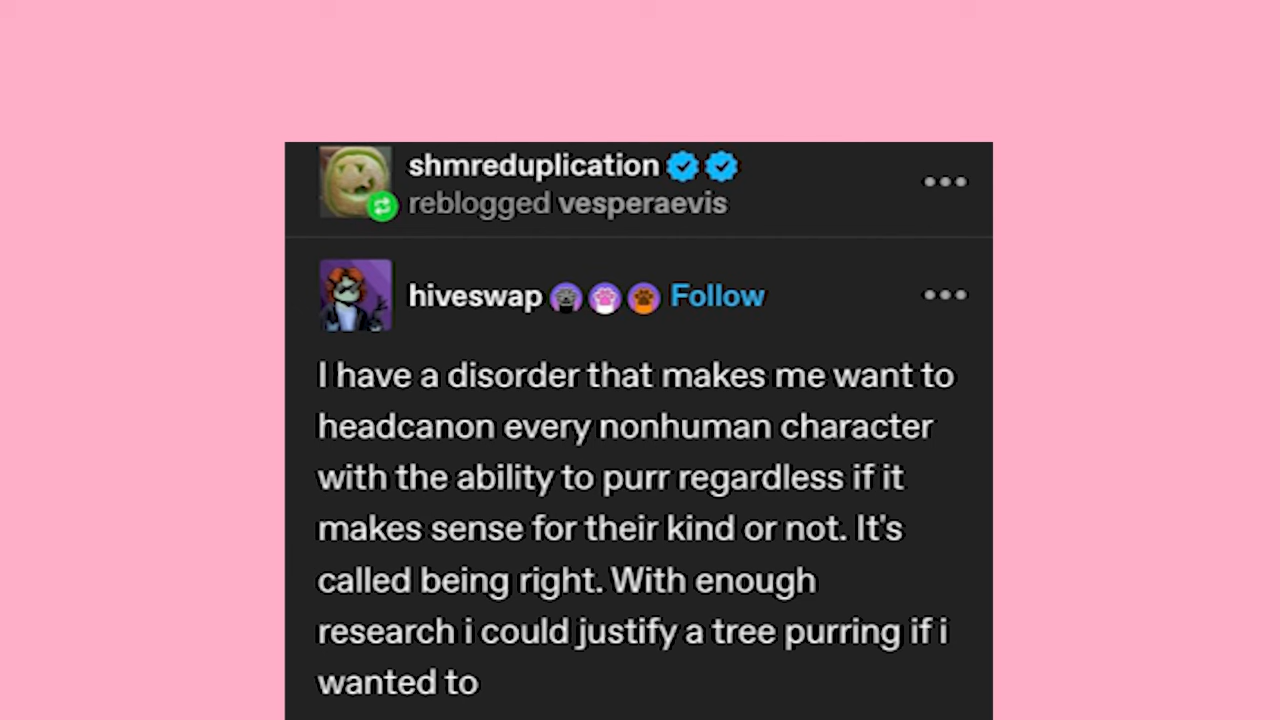 shmreduplication
reblogged vesperaevis
hiveswap Follow
I have a disorder that makes me want to
headcanon every nonhuman character
with the ability to purr regardless if it
makes sense for their kind or not. It's
called being right. With enough
research i could justify a tree purring if i
wanted to